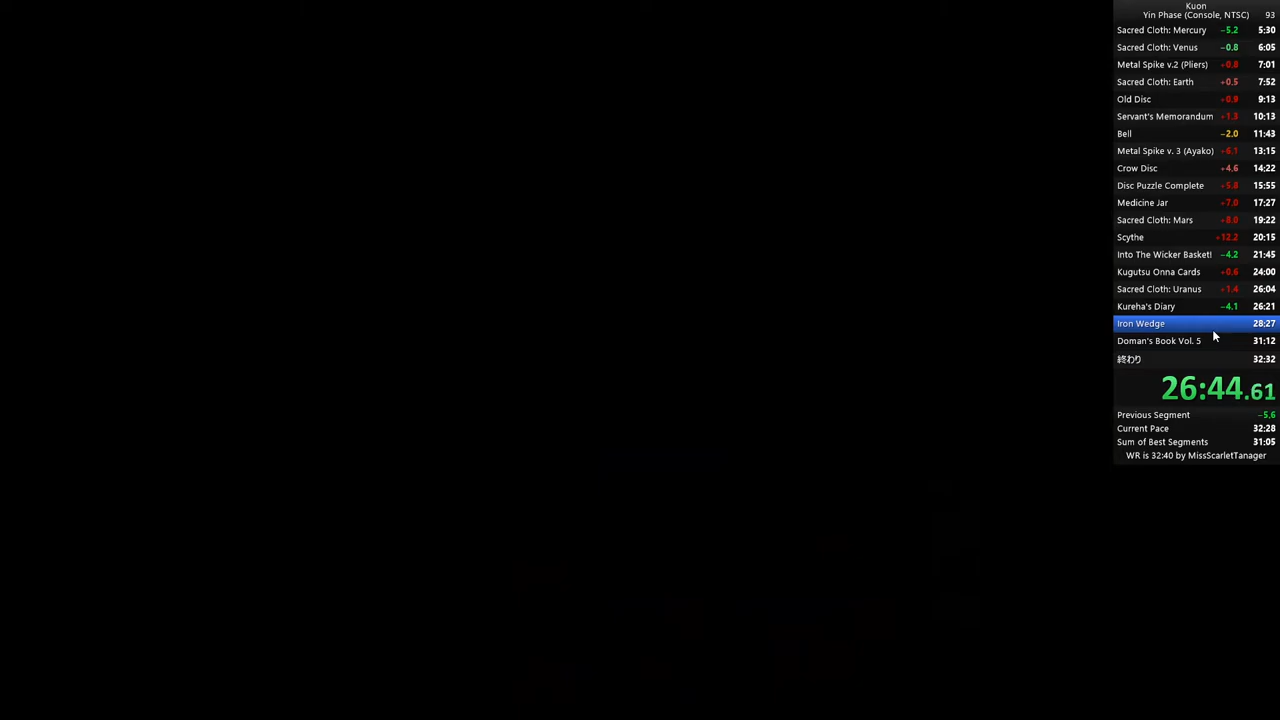 Kuon
Yin Phase (Console, NTSC) 93
Sacred Cloth: Mercury −5.2 5:30
Sacred Cloth: Venus −0.8 6:05
Metal Spike v.2 (Pliers) +0.8 7:01
Sacred Cloth: Earth +0.5 7:52
Old Disc +0.9 9:13
Servant's Memorandum +1.3 10:13
Bell −2.0 11:43
Metal Spike v. 3 (Ayako) +6.1 13:15
Crow Disc +4.6 14:22
Disc Puzzle Complete +5.8 15:55
Medicine Jar +7.0 17:27
Sacred Cloth: Mars +8.0 19:22
Scythe +12.2 20:15
Into The Wicker Basket! −4.2 21:45
Kugutsu Onna Cards +0.6 24:00
Sacred Cloth: Uranus +1.4 26:04
Kureha's Diary −4.1 26:21
Iron Wedge 28:27
Doman's Book Vol. 5 31:12
終わり 32:32
26:44.61
Previous Segment −5.6
Current Pace 32:28
Sum of Best Segments 31:05
WR is 32:40 by MissScarletTanager